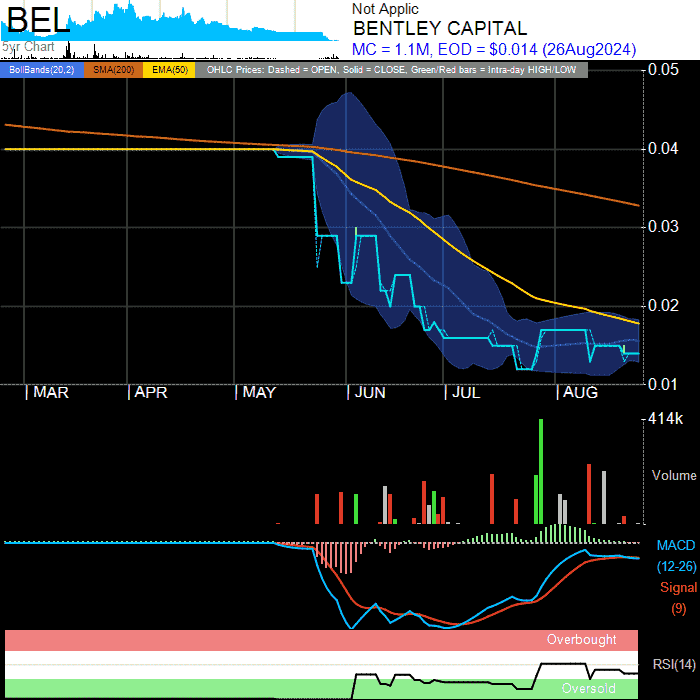 BEL
5yr Chart
Not Applic
BENTLEY CAPITAL
MC = 1.1M, EOD = $0.014 (26Aug2024)
BollBands(20,2) SMA(200) EMA(50) OHLC Prices: Dashed = OPEN, Solid = CLOSE, Green/Red bars = Intra-day HIGH/LOW
0.05
0.04
0.03
0.02
0.01
MAR APR MAY JUN JUL AUG
414k
Volume
MACD
(12-26)
Signal
(9)
Overbought
RSI(14)
Oversold